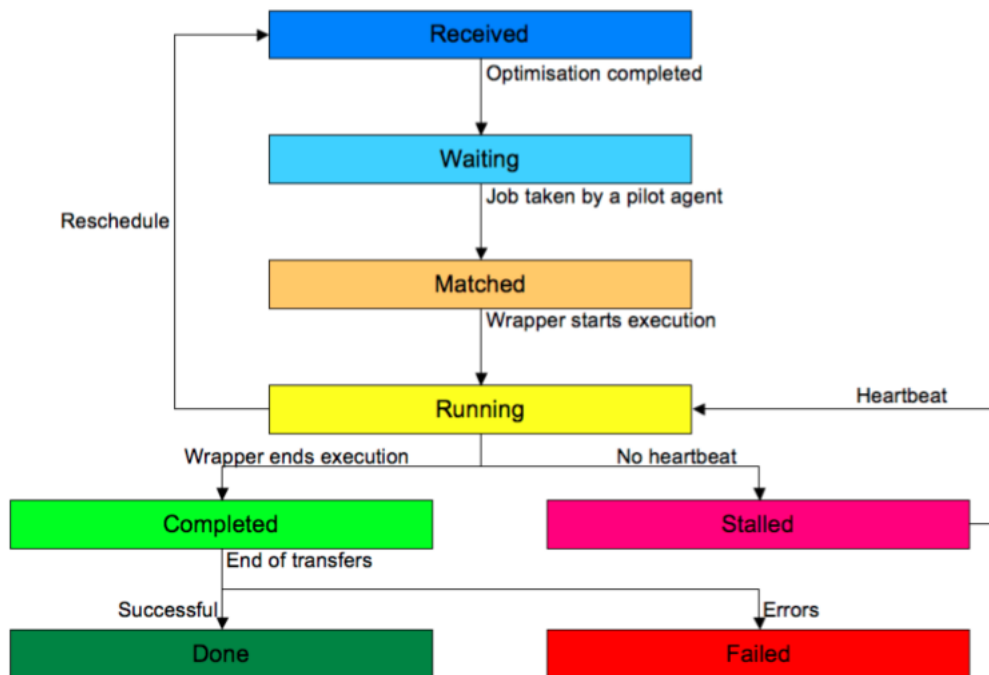 Received
Optimisation completed
Waiting
Job taken by a pilot agent
Reschedule
Matched
Wrapper starts execution
Running
Heartbeat
Wrapper ends execution
No heartbeat
Completed
Stalled
End of transfers
Successful
Errors
Done
Failed